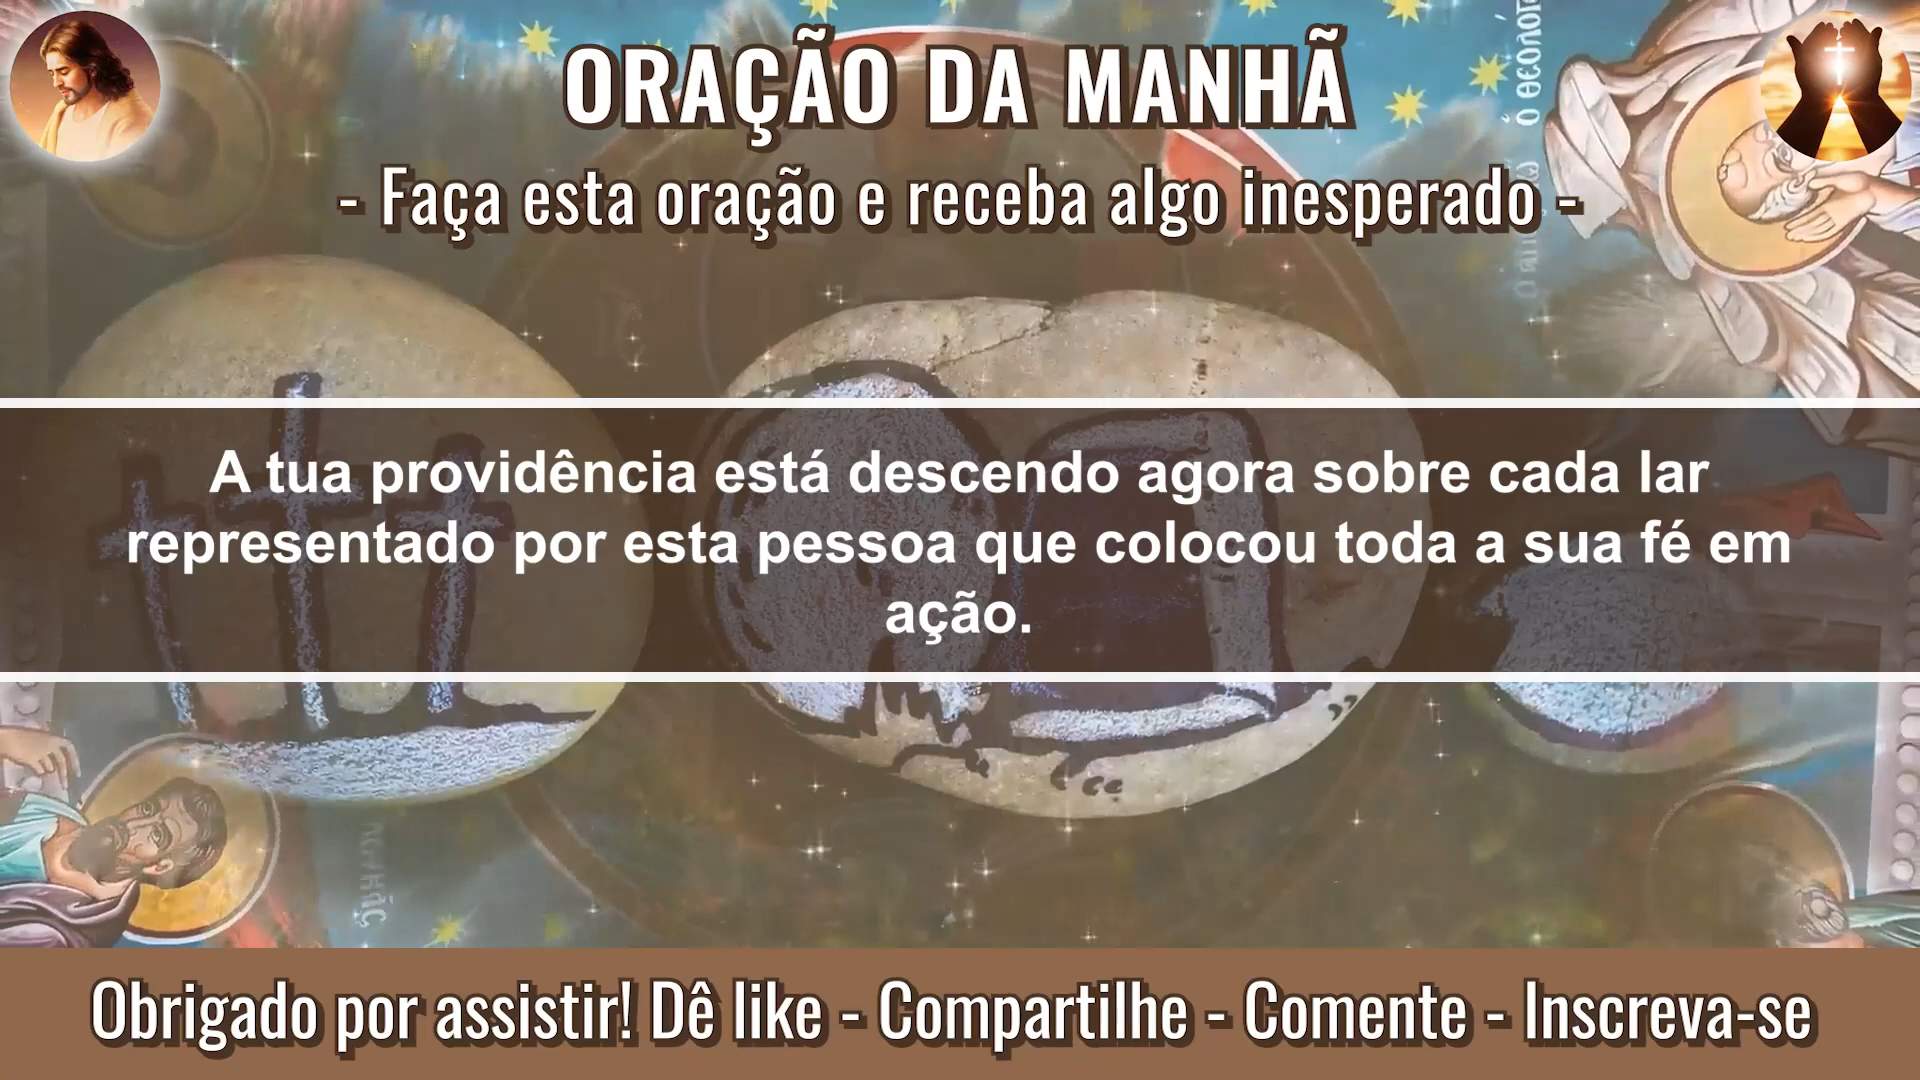 ORAÇÃO DA MANHÃ
- Faça esta oração e receba algo inesperado -
ὁ θεολόγ
A tua providência está descendo agora sobre cada lar
representado por esta pessoa que colocou toda a sua fé em
ação.
Obrigado por assistir! Dê like - Compartilhe - Comente - Inscreva-se